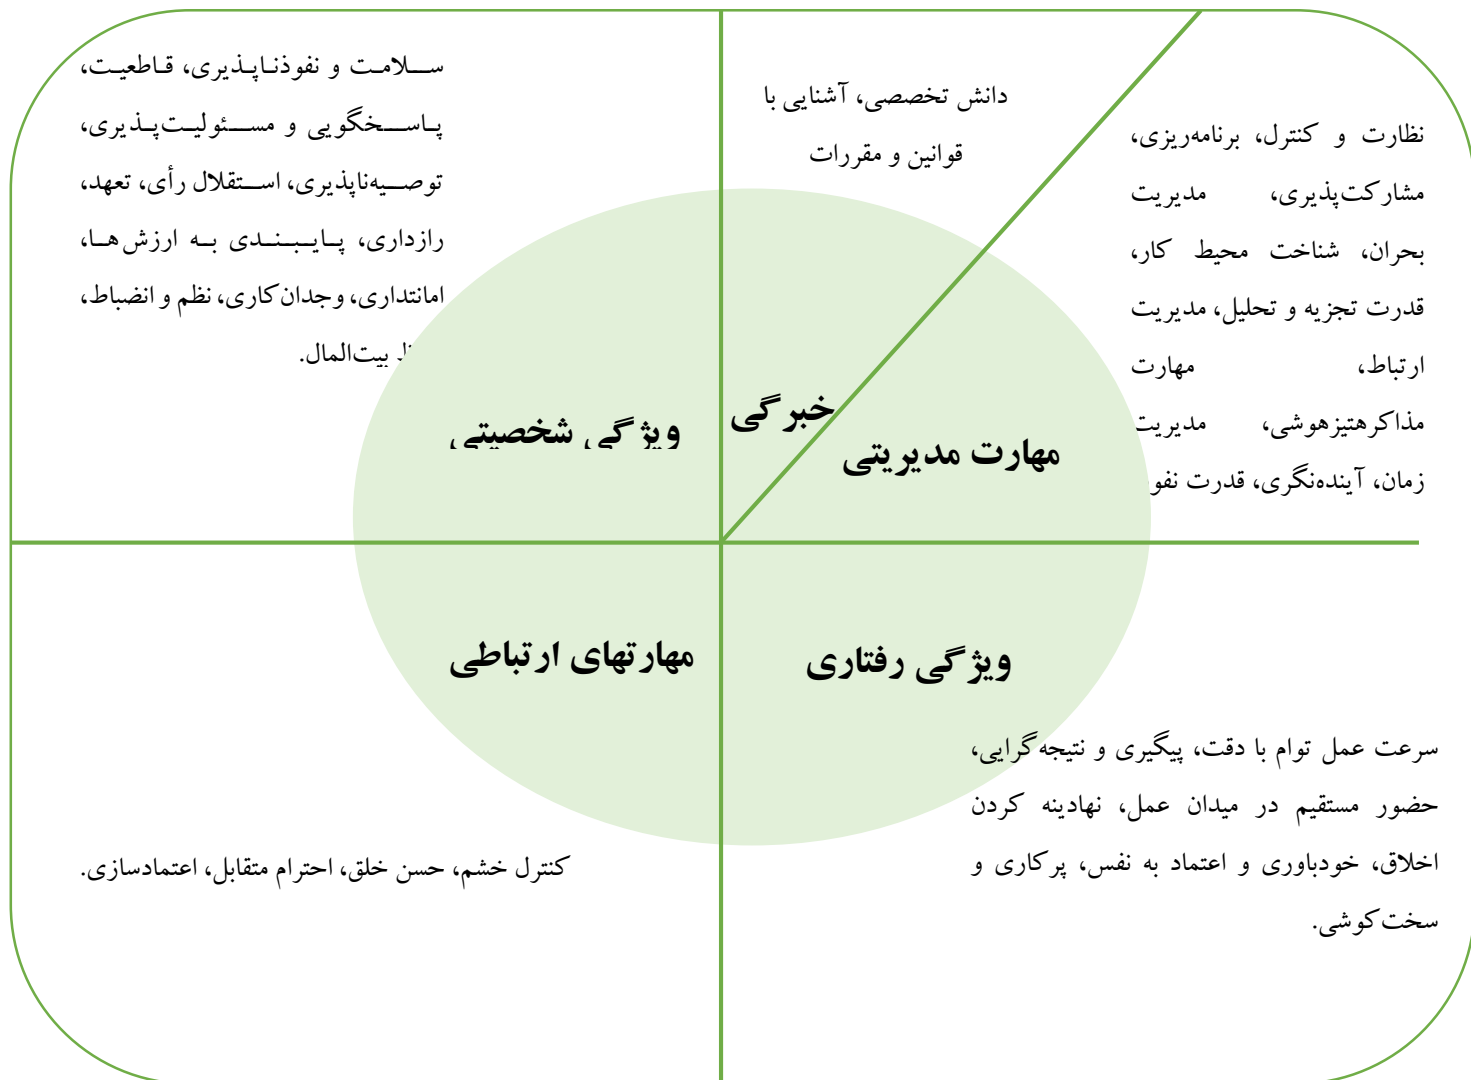 سلامت و نفوذناپذیری، قاطعیت،
پاسخگویی و مسئولیت‌پذیری،
توصیه‌ناپذیری، استقلال رأی، تعهد،
رازداری، پایبندی به ارزش‌ها،
امانتداری، وجدان کاری، نظم و انضباط،
بیت‌المال.
دانش تخصصی، آشنایی با
قوانین و مقررات
نظارت و کنترل، برنامه‌ریزی،
مشارکت‌پذیری، مدیریت
بحران، شناخت محیط کار،
قدرت تجزیه و تحلیل، مدیریت
ارتباط، مهارت
مذاکرهتیزهوشی، مدیریت
زمان، آینده‌نگری، قدرت
ویژگی شخصیتی
خبرگی
مهارت مدیریتی
مهارتهای ارتباطی
ویژگی رفتاری
سرعت عمل توام با دقت، پیگیری و نتیجه‌گرایی،
حضور مستقیم در میدان عمل، نهادینه کردن
اخلاق، خودباوری و اعتماد به نفس، پرکاری و
سخت‌کوشی.
کنترل خشم، حسن خلق، احترام متقابل، اعتمادسازی.